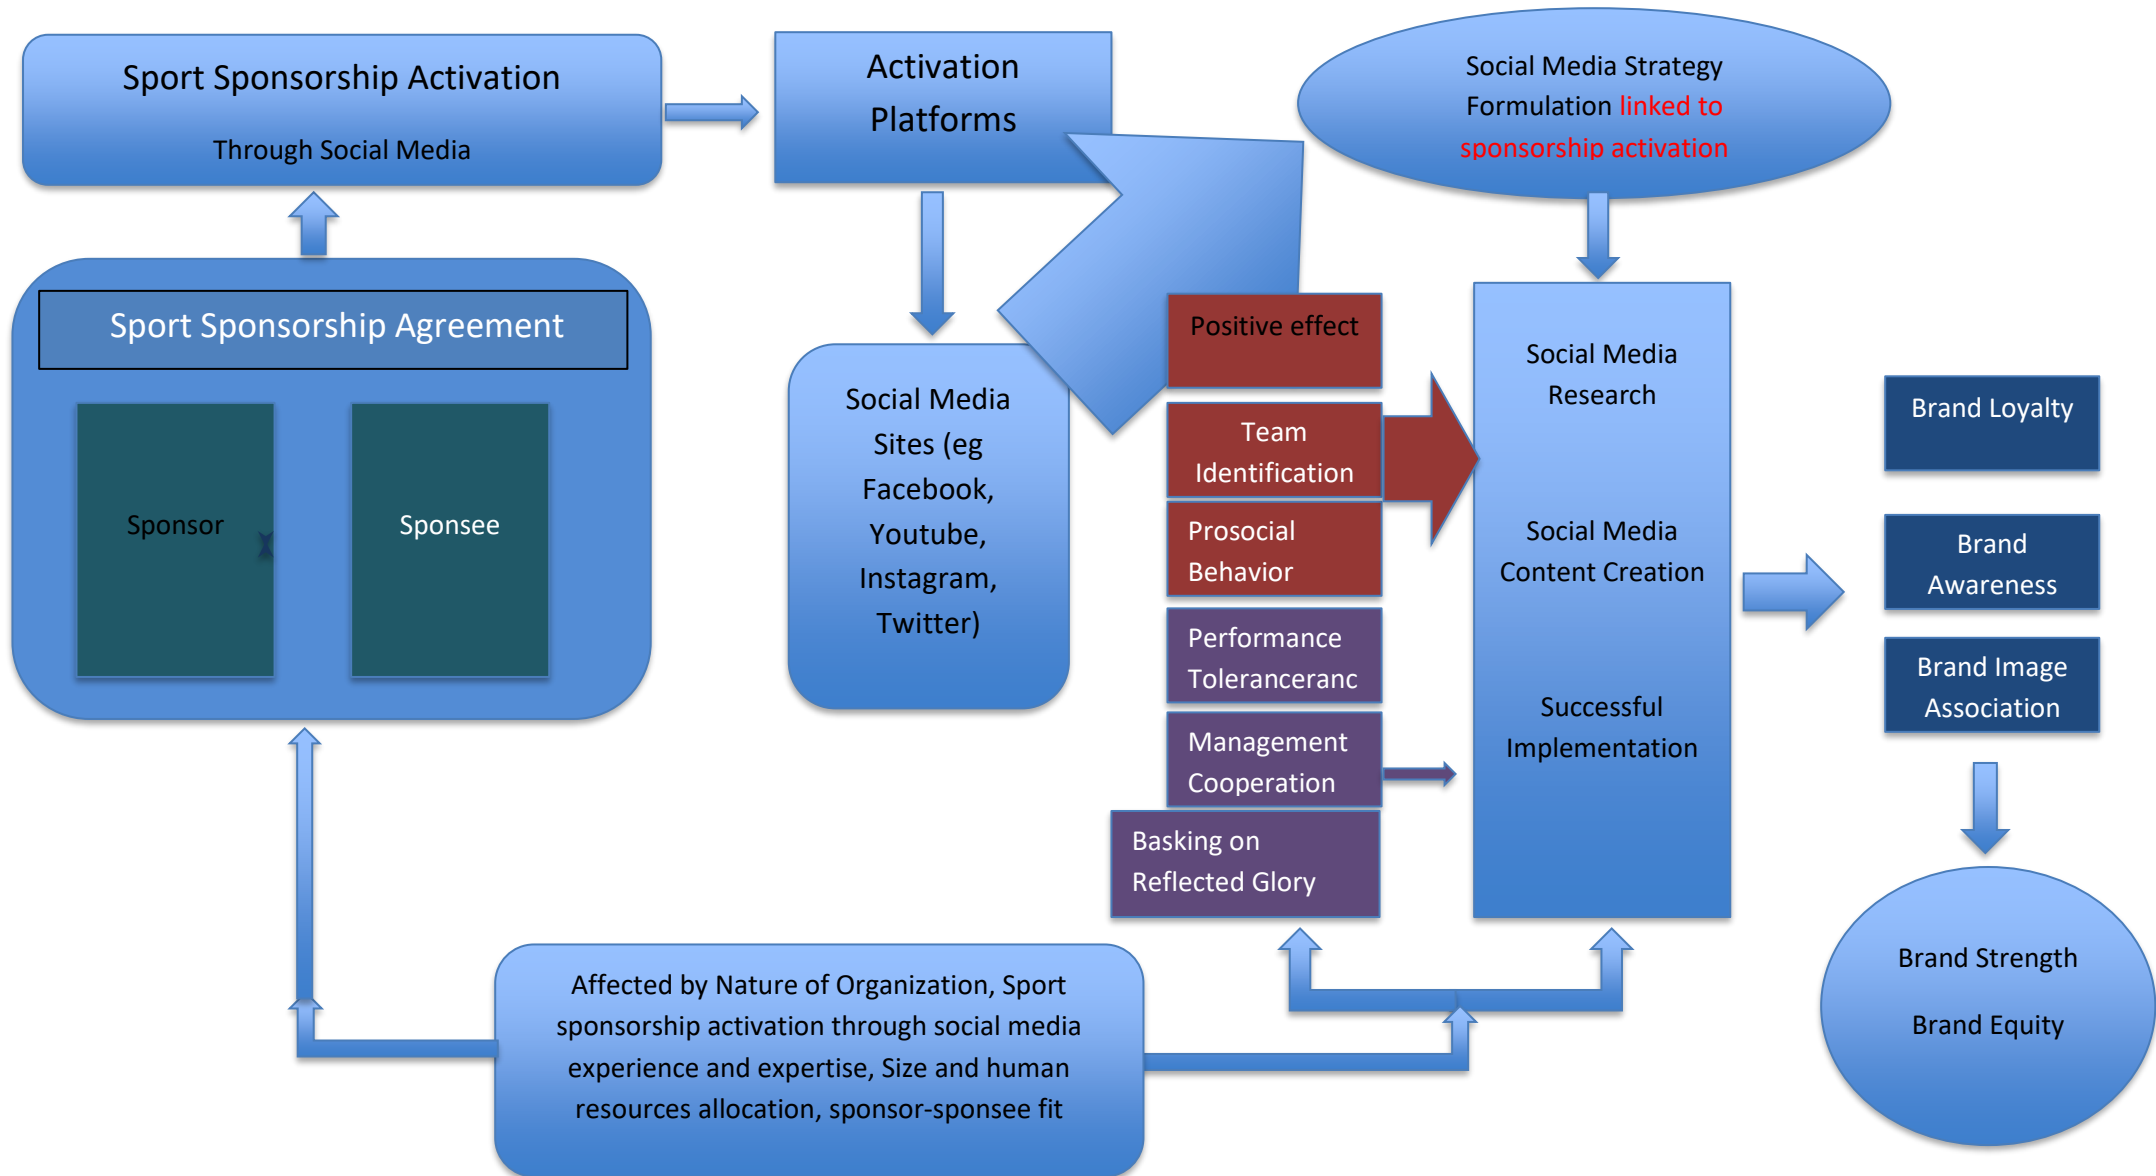 Sport Sponsorship Activation
Through Social Media
Activation
Platforms
Social Media Strategy
Formulation linked to
sponsorship activation
Sport Sponsorship Agreement
Sponsor
Sponsee
Social Media
Sites (eg
Facebook,
Youtube,
Instagram,
Twitter)
Positive effect
Team
Identification
Prosocial
Behavior
Performance
Toleranceranc
Management
Cooperation
Basking on
Reflected Glory
Social Media
Research
Social Media
Content Creation
Successful
Implementation
Brand Loyalty
Brand
Awareness
Brand Image
Association
Brand Strength
Brand Equity
Affected by Nature of Organization, Sport
sponsorship activation through social media
experience and expertise, Size and human
resources allocation, sponsor-sponsee fit